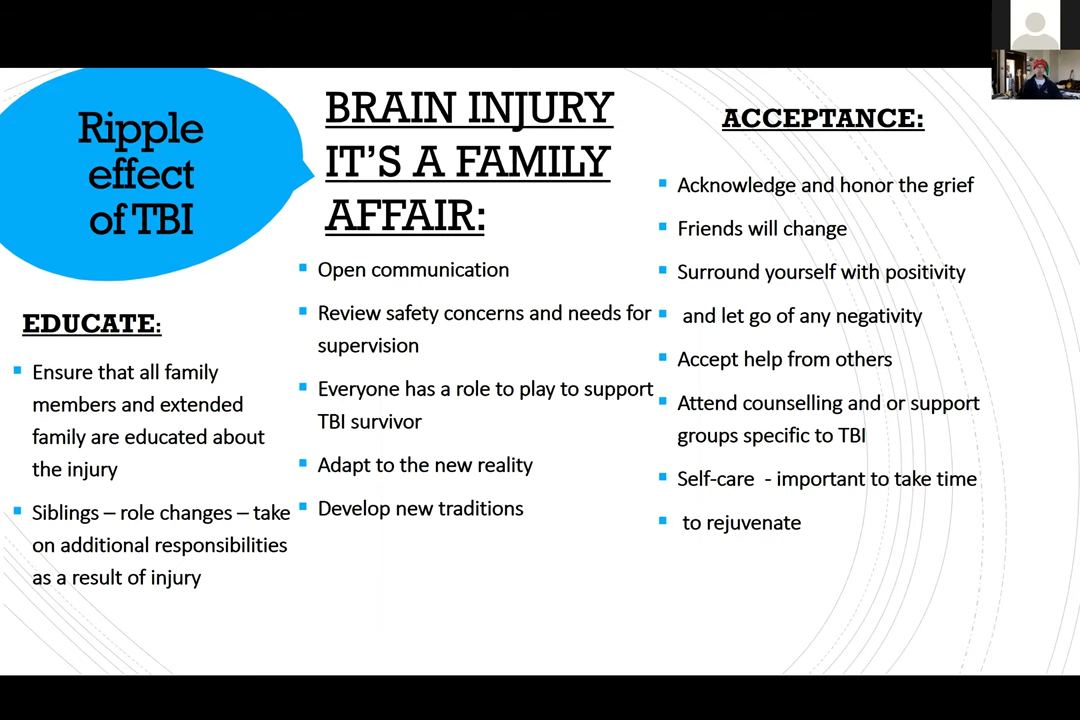 Ripple
effect
of TBI
EDUCATE:
▪ Ensure that all family
members and extended
family are educated about
the injury
▪ Siblings – role changes – take
on additional responsibilities
as a result of injury
BRAIN INJURY
IT’S A FAMILY
AFFAIR:
▪ Open communication
▪ Review safety concerns and needs for
supervision
▪ Everyone has a role to play to support
TBI survivor
▪ Adapt to the new reality
▪ Develop new traditions
ACCEPTANCE:
▪ Acknowledge and honor the grief
▪ Friends will change
▪ Surround yourself with positivity
▪ and let go of any negativity
▪ Accept help from others
▪ Attend counselling and or support
groups specific to TBI
▪ Self-care - important to take time
▪ to rejuvenate